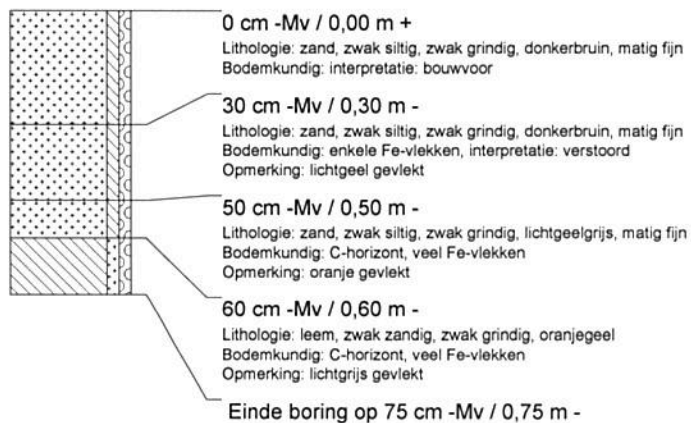 0 cm -Mv / 0,00 m +
Lithologie: zand, zwak siltig, zwak grindig, donkerbruin, matig fijn
Bodemkundig: interpretatie: bouwvoor
30 cm -Mv / 0,30 m -
Lithologie: zand, zwak siltig, zwak grindig, donkerbruin, matig fijn
Bodemkundig: enkele Fe-vlekken, interpretatie: verstoord
Opmerking: lichtgeel gevlekt
50 cm -Mv / 0,50 m -
Lithologie: zand, zwak siltig, zwak grindig, lichtgeelgrijs, matig fijn
Bodemkundig: C-horizont, veel Fe-vlekken
Opmerking: oranje gevlekt
60 cm -Mv / 0,60 m -
Lithologie: leem, zwak zandig, zwak grindig, oranjegeel
Bodemkundig: C-horizont, veel Fe-vlekken
Opmerking: lichtgrijs gevlekt
Einde boring op 75 cm -Mv / 0,75 m -